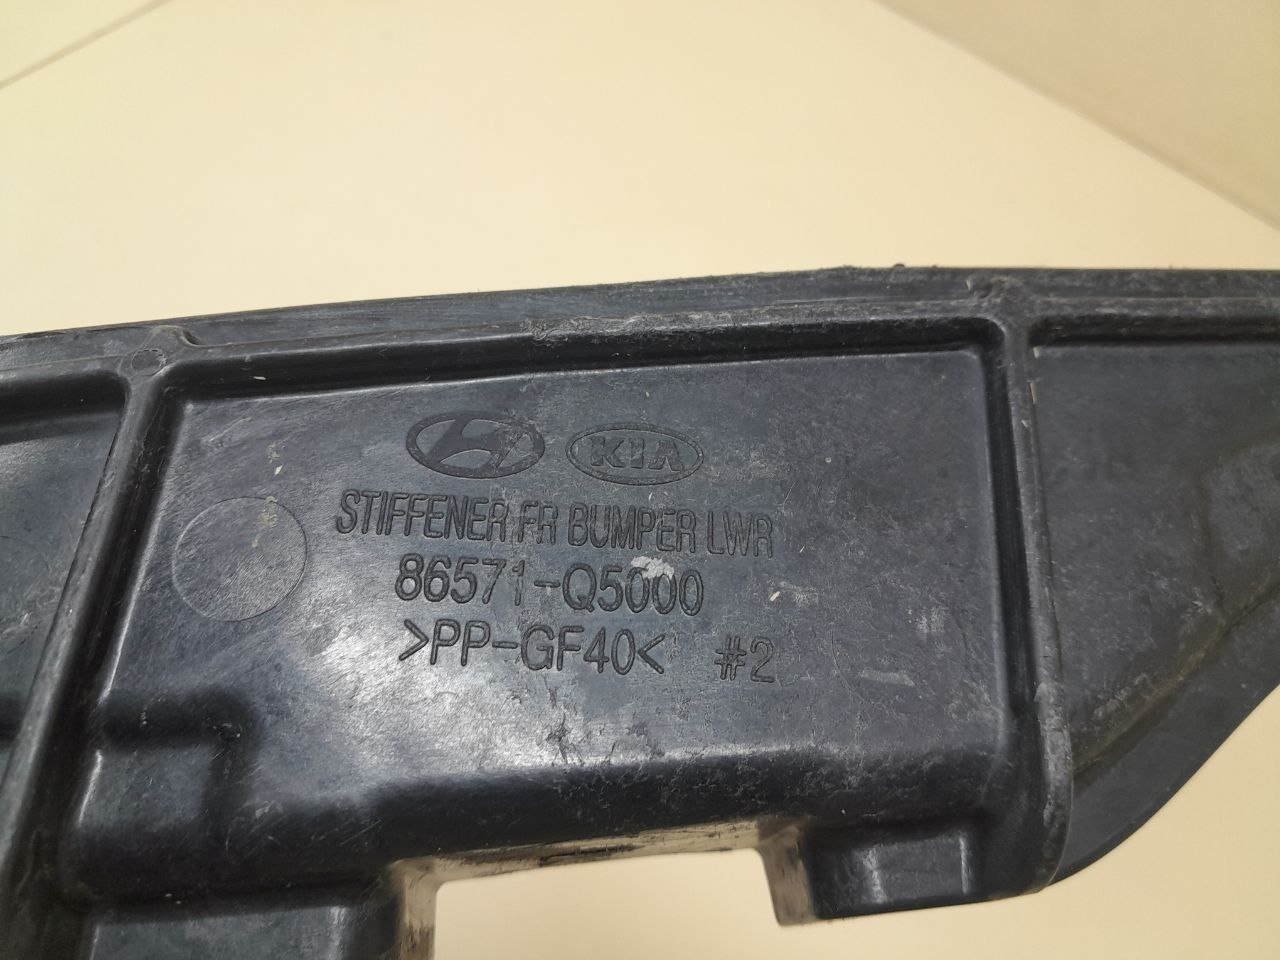 KIA
STIFFENER FR BUMPER LWR
86571-Q5000
>PP-GF40< #2